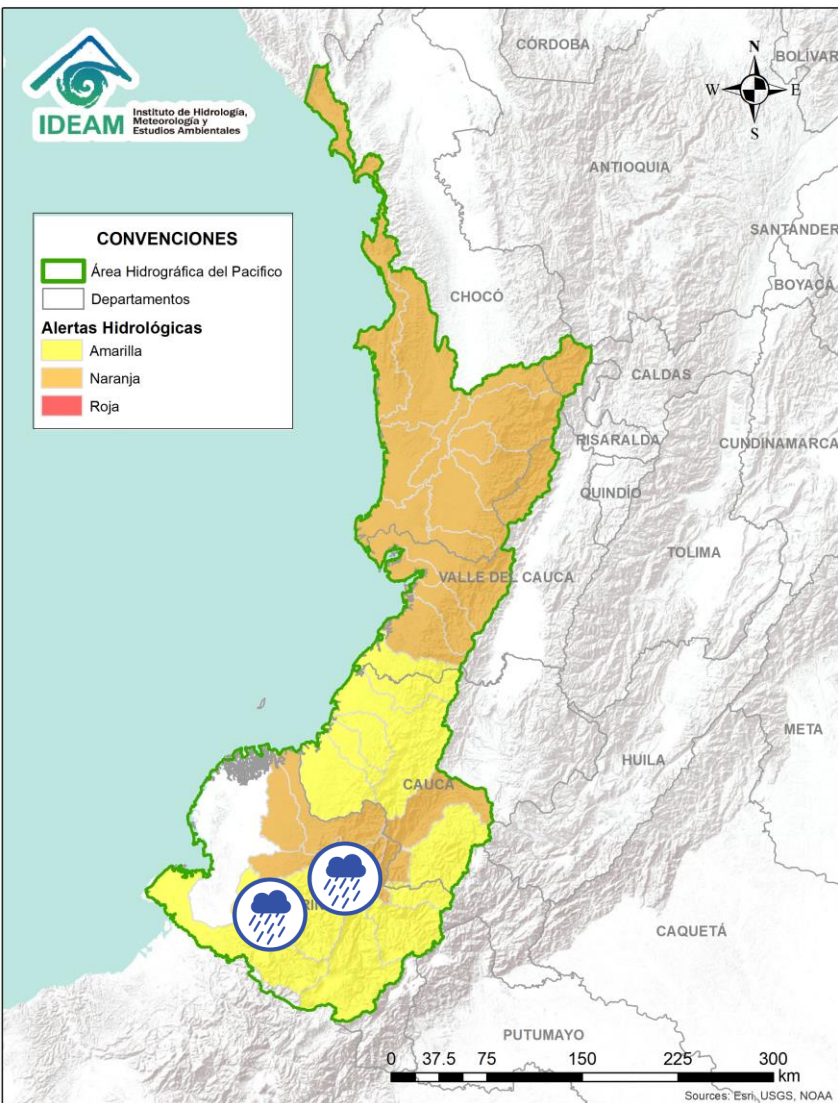 IDEAM
Instituto de Hidrología,
Meteorología y
Estudios Ambientales
CONVENCIONES
Área Hidrográfica del Pacifico
Departamentos
Alertas Hidrológicas
Amarilla
Naranja
Roja
N
W
E
S
CÓRDOBA
BOLÍVAR
ANTIOQUIA
SANTANDER
BOYACÁ
CHOCÓ
CALDAS
RISARALDA
CUNDINAMARCA
QUINDÍO
TOLIMA
VALLE DEL CAUCA
META
HUILA
CAUCA
CAQUETÁ
PUTUMAYO
0 37.5 75 150 225 300
km
Sources: Esri, USGS, NOAA